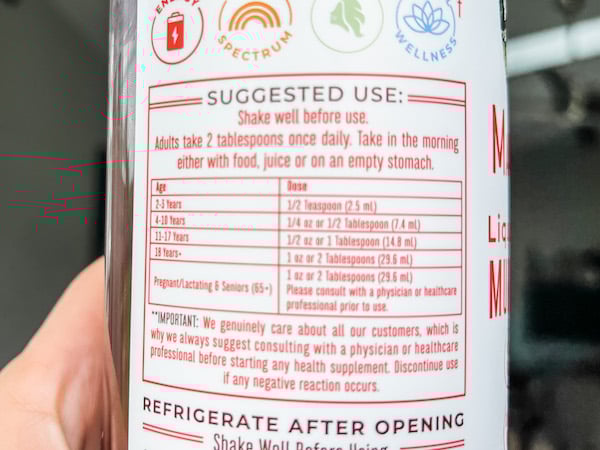 ENERGY
SPECTRUM
WELLNESS
†
SUGGESTED USE:
Shake well before use.
Adults take 2 tablespoons once daily. Take in the morning
either with food, juice or on an empty stomach.
Age Dose
2-3 Years 1/2 Teaspoon (2.5 ml)
4-10 Years 1/4 oz or 1/2 Tablespoon (7.4 ml)
11-17 Years 1/2 oz or 1 Tablespoon (14.8 ml)
18 Years+ 1 oz or 2 Tablespoons (29.6 ml)
Pregnant/Lactating & Seniors (65+) 1 oz or 2 Tablespoons (29.6 ml)
Please consult with a physician or healthcare
professional prior to use.
**IMPORTANT: We genuinely care about all our customers, which is
why we always suggest consulting with a physician or healthcare
professional before starting any health supplement. Discontinue use
if any negative reaction occurs.
REFRIGERATE AFTER OPENING
Shake Well Before Using